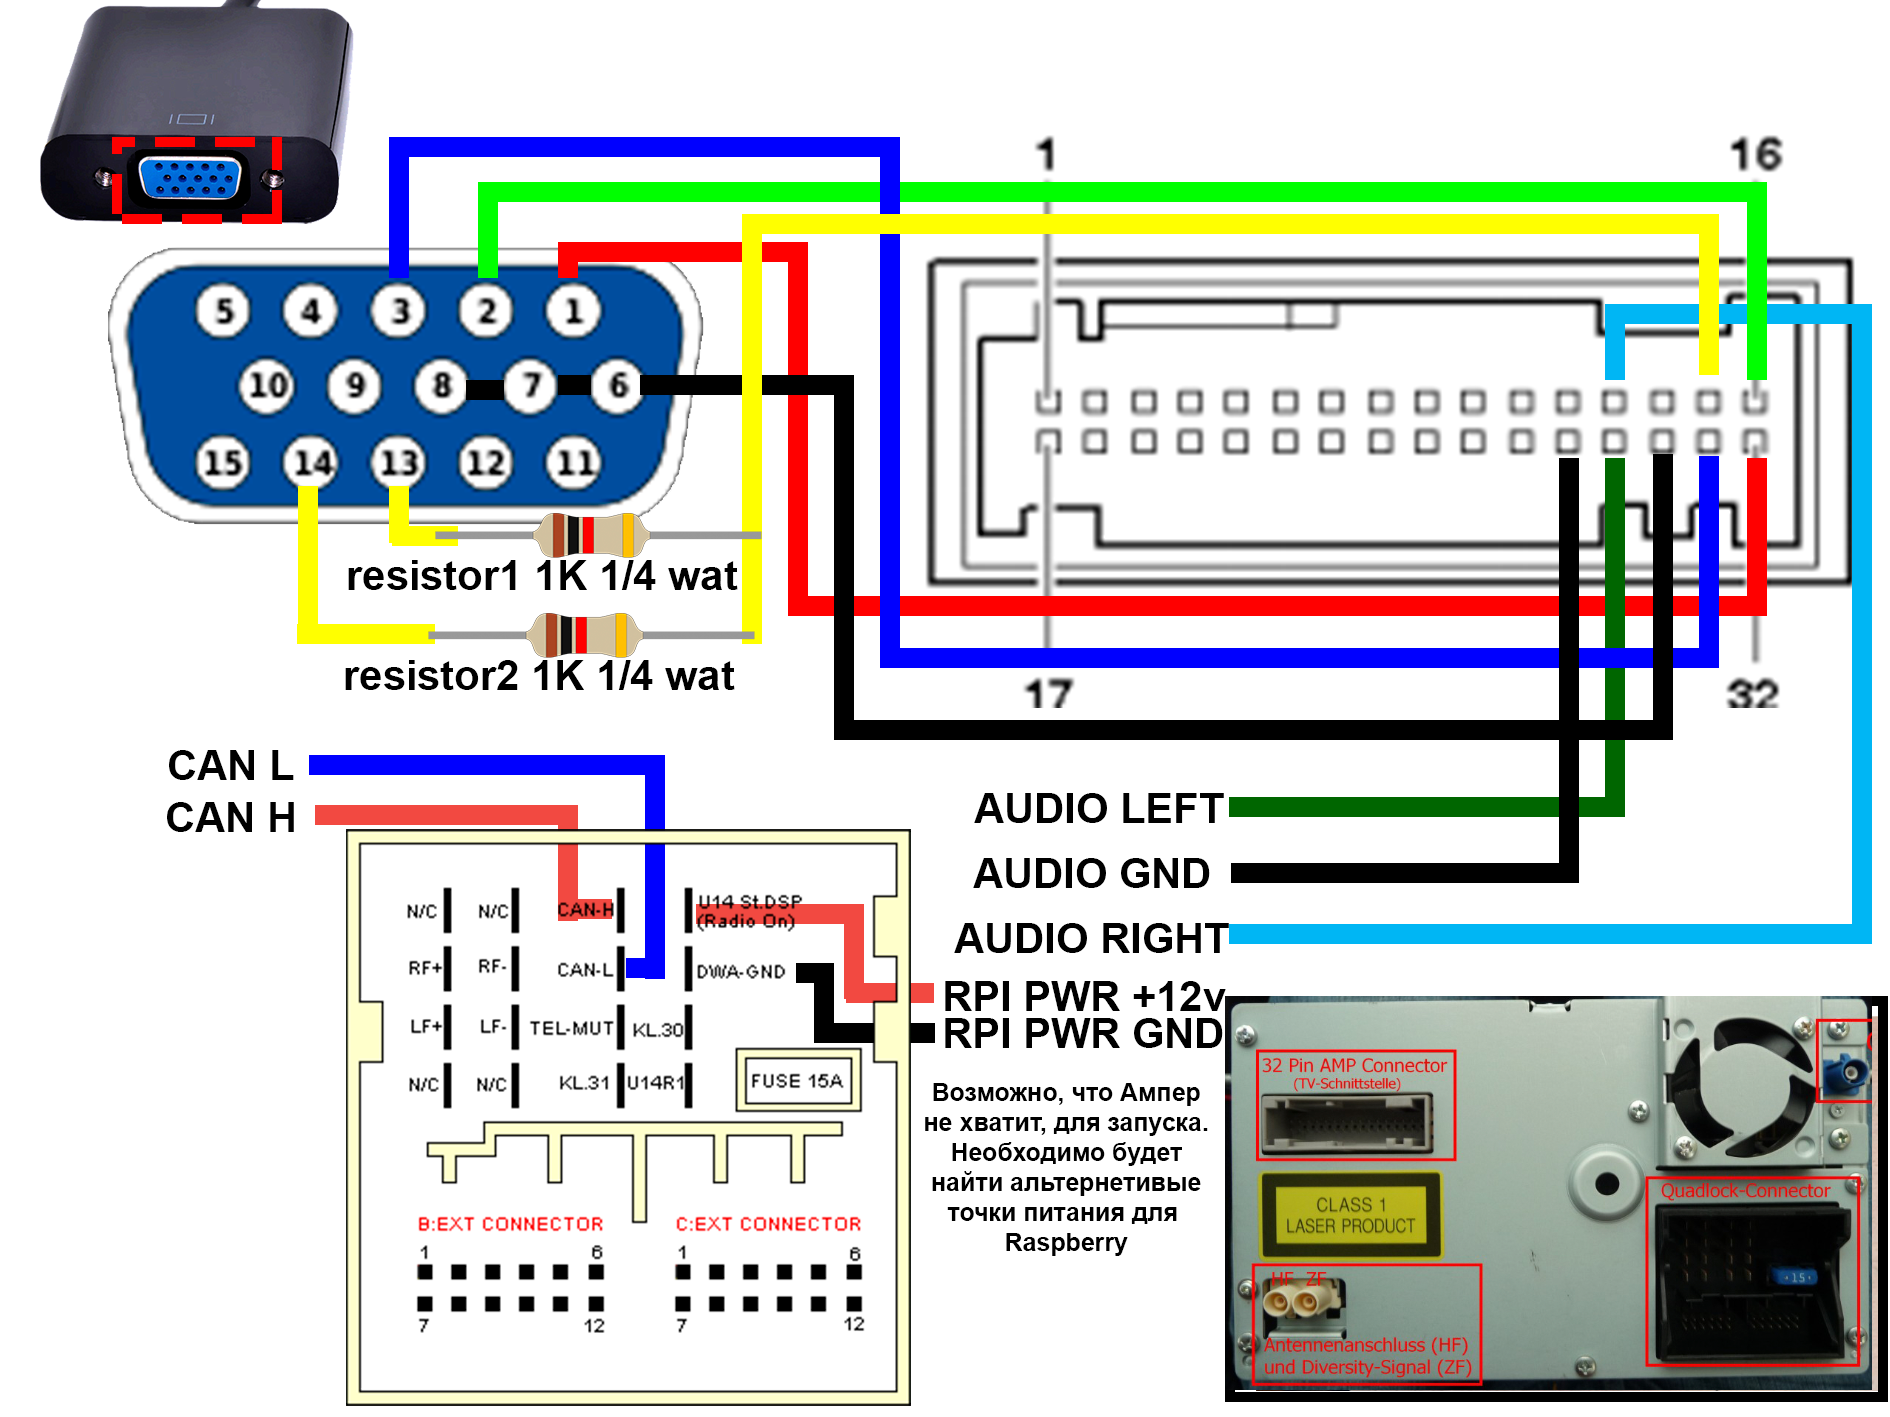 1
16
5 4 3 2 1
10 9 8 7 6
15 14 13 12 11
resistor1 1K 1/4 wat
resistor2 1K 1/4 wat
17
32
CAN L
CAN H
AUDIO LEFT
AUDIO GND
AUDIO RIGHT
RPI PWR +12v
RPI PWR GND
N/C N/C CAN-H U14 St.DSP
(Radio On)
RF+ RF- CAN-L DWA-GND
LF+ LF- TEL-MUT KL.30
N/C N/C KL.31 U14R1
FUSE 15A
B:EXT CONNECTOR
C:EXT CONNECTOR
1 6
1 6
7 12
7 12
Возможно, что Ампер
не хватит, для запуска.
Необходимо будет
найти альтернетивые
точки питания для
Raspberry
32 Pin AMP Connector
(TV-Schnittstelle)
CLASS 1
LASER PRODUCT
Quadlock-Connector
15
HF ZF
Antennenanschluss (HF)
und Diversity-Signal (ZF)